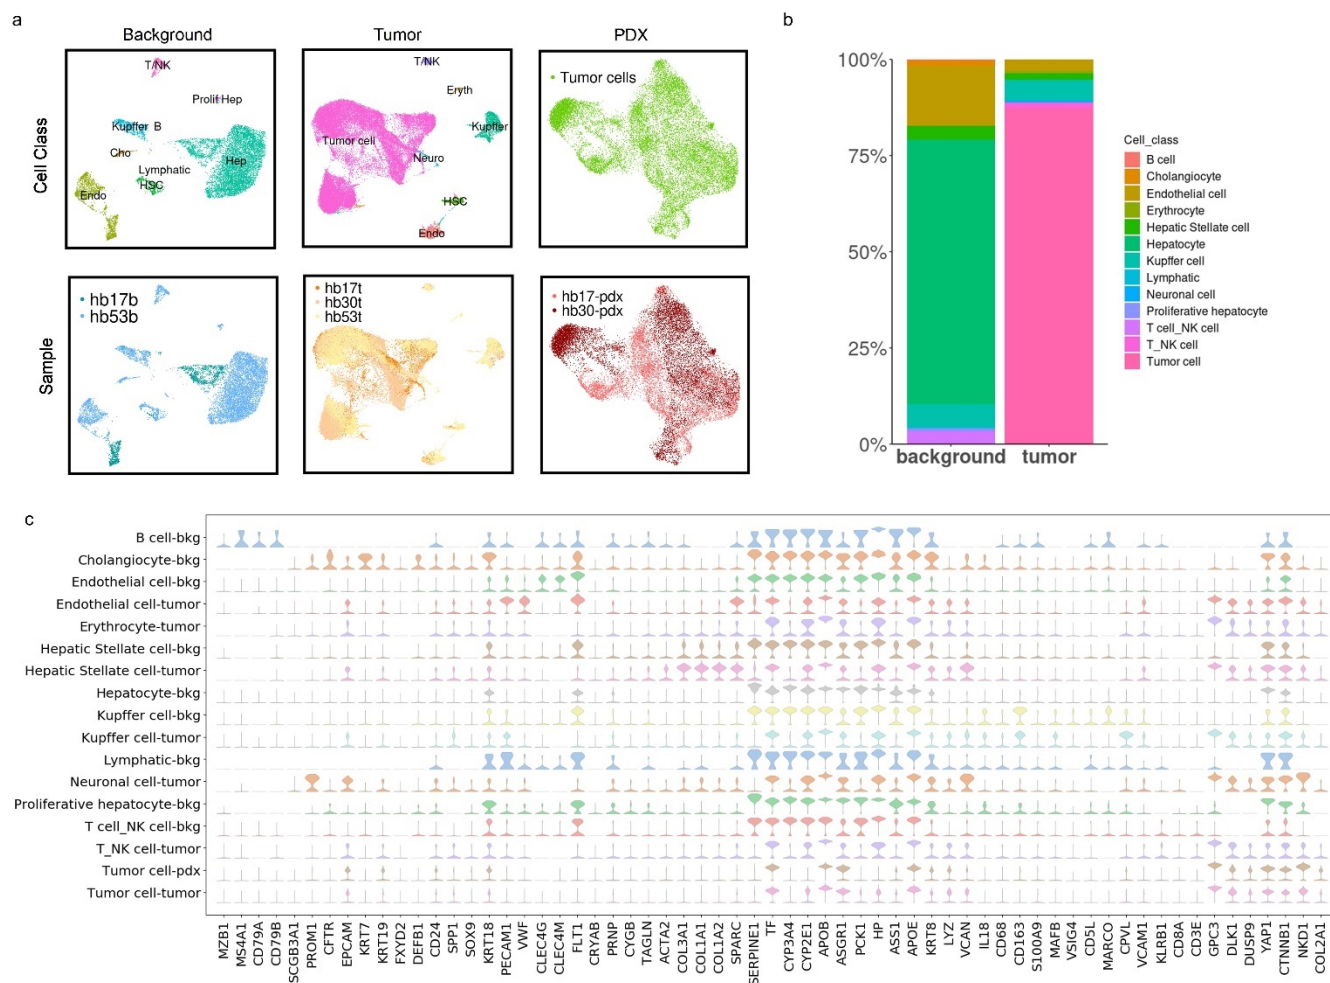 a
Background
Tumor
PDX
Cell Class
T/NK
Prolif Hep
Kupffer B
Cho
Lymphatic
HSC
Hep
Endo
T/NK
Eryth
Kupffer
Tumor cell
Neuro
HSC
Endo
Tumor cells
Sample
hb17b
hb53b
hb17t
hb30t
hb53t
hb17-pdx
hb30-pdx
b
100%
75%
50%
25%
0%
background
tumor
Cell_class
B cell
Cholangiocyte
Endothelial cell
Erythrocyte
Hepatic Stellate cell
Hepatocyte
Kupffer cell
Lymphatic
Neuronal cell
Proliferative hepatocyte
T cell_NK cell
T_NK cell
Tumor cell
c
B cell-bkg
Cholangiocyte-bkg
Endothelial cell-bkg
Endothelial cell-tumor
Erythrocyte-tumor
Hepatic Stellate cell-bkg
Hepatic Stellate cell-tumor
Hepatocyte-bkg
Kupffer cell-bkg
Kupffer cell-tumor
Lymphatic-bkg
Neuronal cell-tumor
Proliferative hepatocyte-bkg
T cell_NK cell-bkg
T_NK cell-tumor
Tumor cell-pdx
Tumor cell-tumor
MZB1
MS4A1
CD79A
CD79B
SCGB3A1
PROM1
CFTR
EPCAM
KRT7
KRT19
FXYD2
DEFB1
CD24
SPP1
SOX9
KRT18
PECAM1
VWF
CLEC4G
CLEC4M
FLT1
CRYAB
PRNP
CYGB
TAGLN
ACTA2
COL3A1
COL1A1
COL1A2
SPARC
SERPINE1
TF
CYP3A4
CYP2E1
APOB
ASGR1
PCK1
HP
ASS1
APOE
KRT8
LYZ
VCAN
IL18
CD68
CD163
S100A9
MAFB
VSIG4
CD5L
MARCO
CPVL
VCAM1
KLRB1
CD8A
CD3E
GPC3
DLK1
DUSP9
YAP1
CTNNB1
NKD1
COL2A1